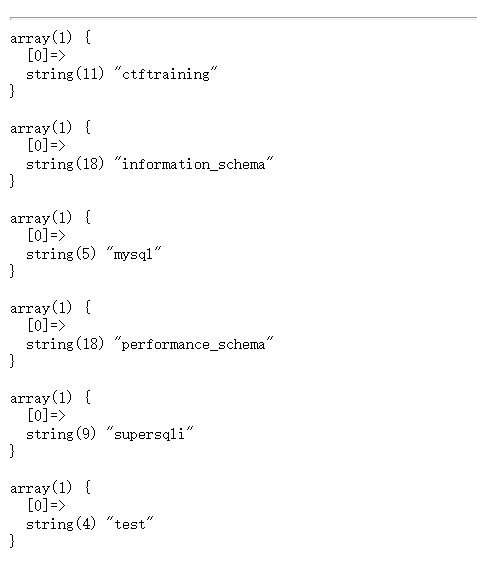 array(1) {
  [0]=>
  string(11) "ctftraining"
}
array(1) {
  [0]=>
  string(18) "information_schema"
}
array(1) {
  [0]=>
  string(5) "mysql"
}
array(1) {
  [0]=>
  string(18) "performance_schema"
}
array(1) {
  [0]=>
  string(9) "supersqli"
}
array(1) {
  [0]=>
  string(4) "test"
}